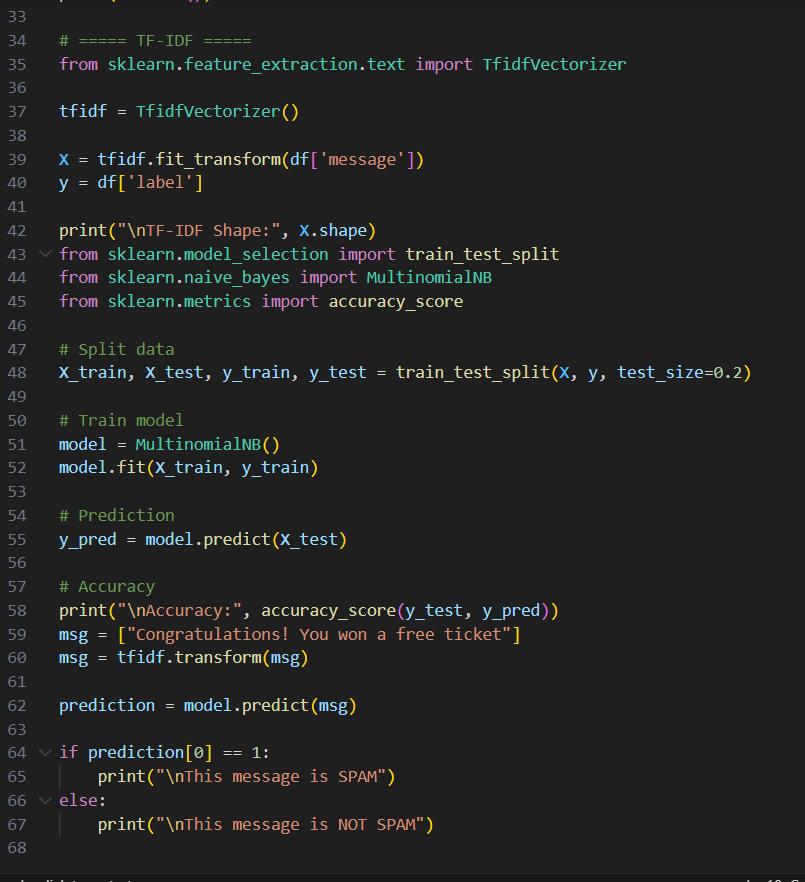 33
34 # ===== TF-IDF =====
35 from sklearn.feature_extraction.text import TfidfVectorizer
36
37 tfidf = TfidfVectorizer()
38
39 X = tfidf.fit_transform(df['message'])
40 y = df['label']
41
42 print("\nTF-IDF Shape:", X.shape)
43 from sklearn.model_selection import train_test_split
44 from sklearn.naive_bayes import MultinomialNB
45 from sklearn.metrics import accuracy_score
46
47 # Split data
48 X_train, X_test, y_train, y_test = train_test_split(X, y, test_size=0.2)
49
50 # Train model
51 model = MultinomialNB()
52 model.fit(X_train, y_train)
53
54 # Prediction
55 y_pred = model.predict(X_test)
56
57 # Accuracy
58 print("\nAccuracy:", accuracy_score(y_test, y_pred))
59 msg = ["Congratulations! You won a free ticket"]
60 msg = tfidf.transform(msg)
61
62 prediction = model.predict(msg)
63
64 if prediction[0] == 1:
65     print("\nThis message is SPAM")
66 else:
67     print("\nThis message is NOT SPAM")
68